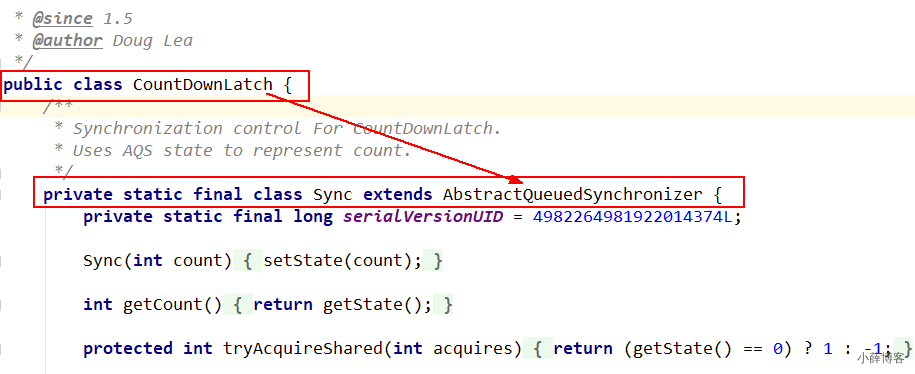 * @since 1.5
* @author Doug Lea
*/
public class CountDownLatch {
/**
* Synchronization control For CountDownLatch.
* Uses AQS state to represent count.
*/
private static final class Sync extends AbstractQueuedSynchronizer {
private static final long serialVersionUID = 4982264981922014374L;
Sync(int count) { setState(count); }
int getCount() { return getState(); }
protected int tryAcquireShared(int acquires) { return (getState() == 0) ? 1 : -1; }
小薛博客